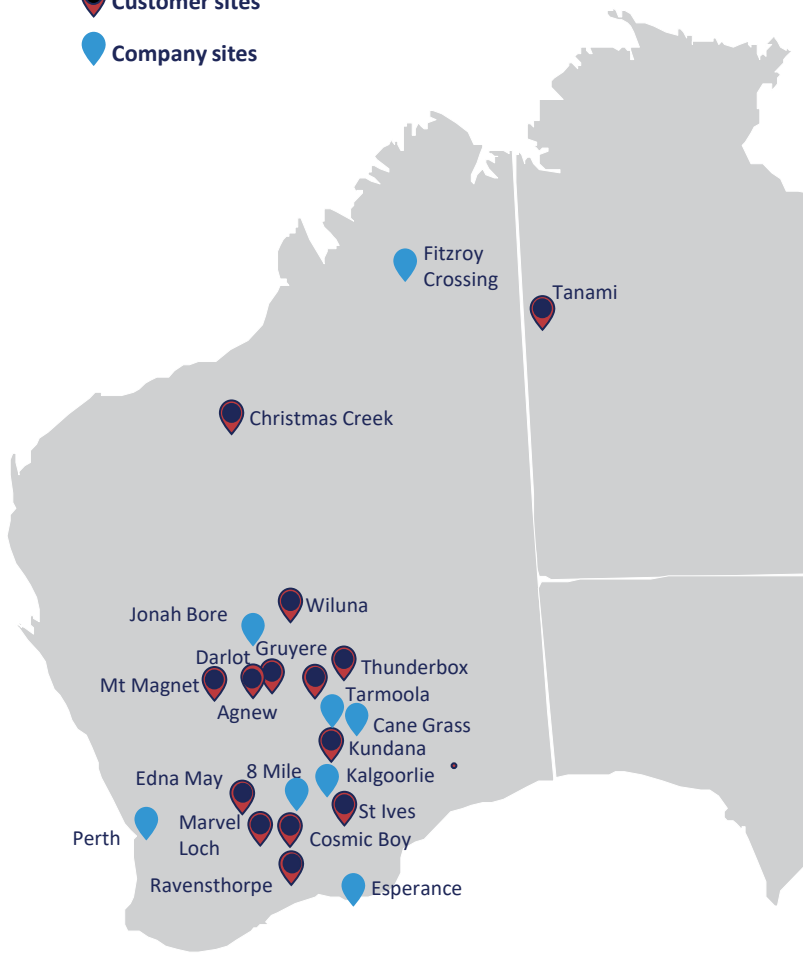 Customer sites
Company sites
Fitzroy
Crossing
Tanami
Christmas Creek
Wiluna
Jonah Bore
Gruyere
Darlot
Thunderbox
Mt Magnet
Tarmoola
Agnew
Cane Grass
Kundana
8 Mile
Kalgoorlie
Edna May
St Ives
Marvel
Loch
Perth
Cosmic Boy
Ravensthorpe
Esperance